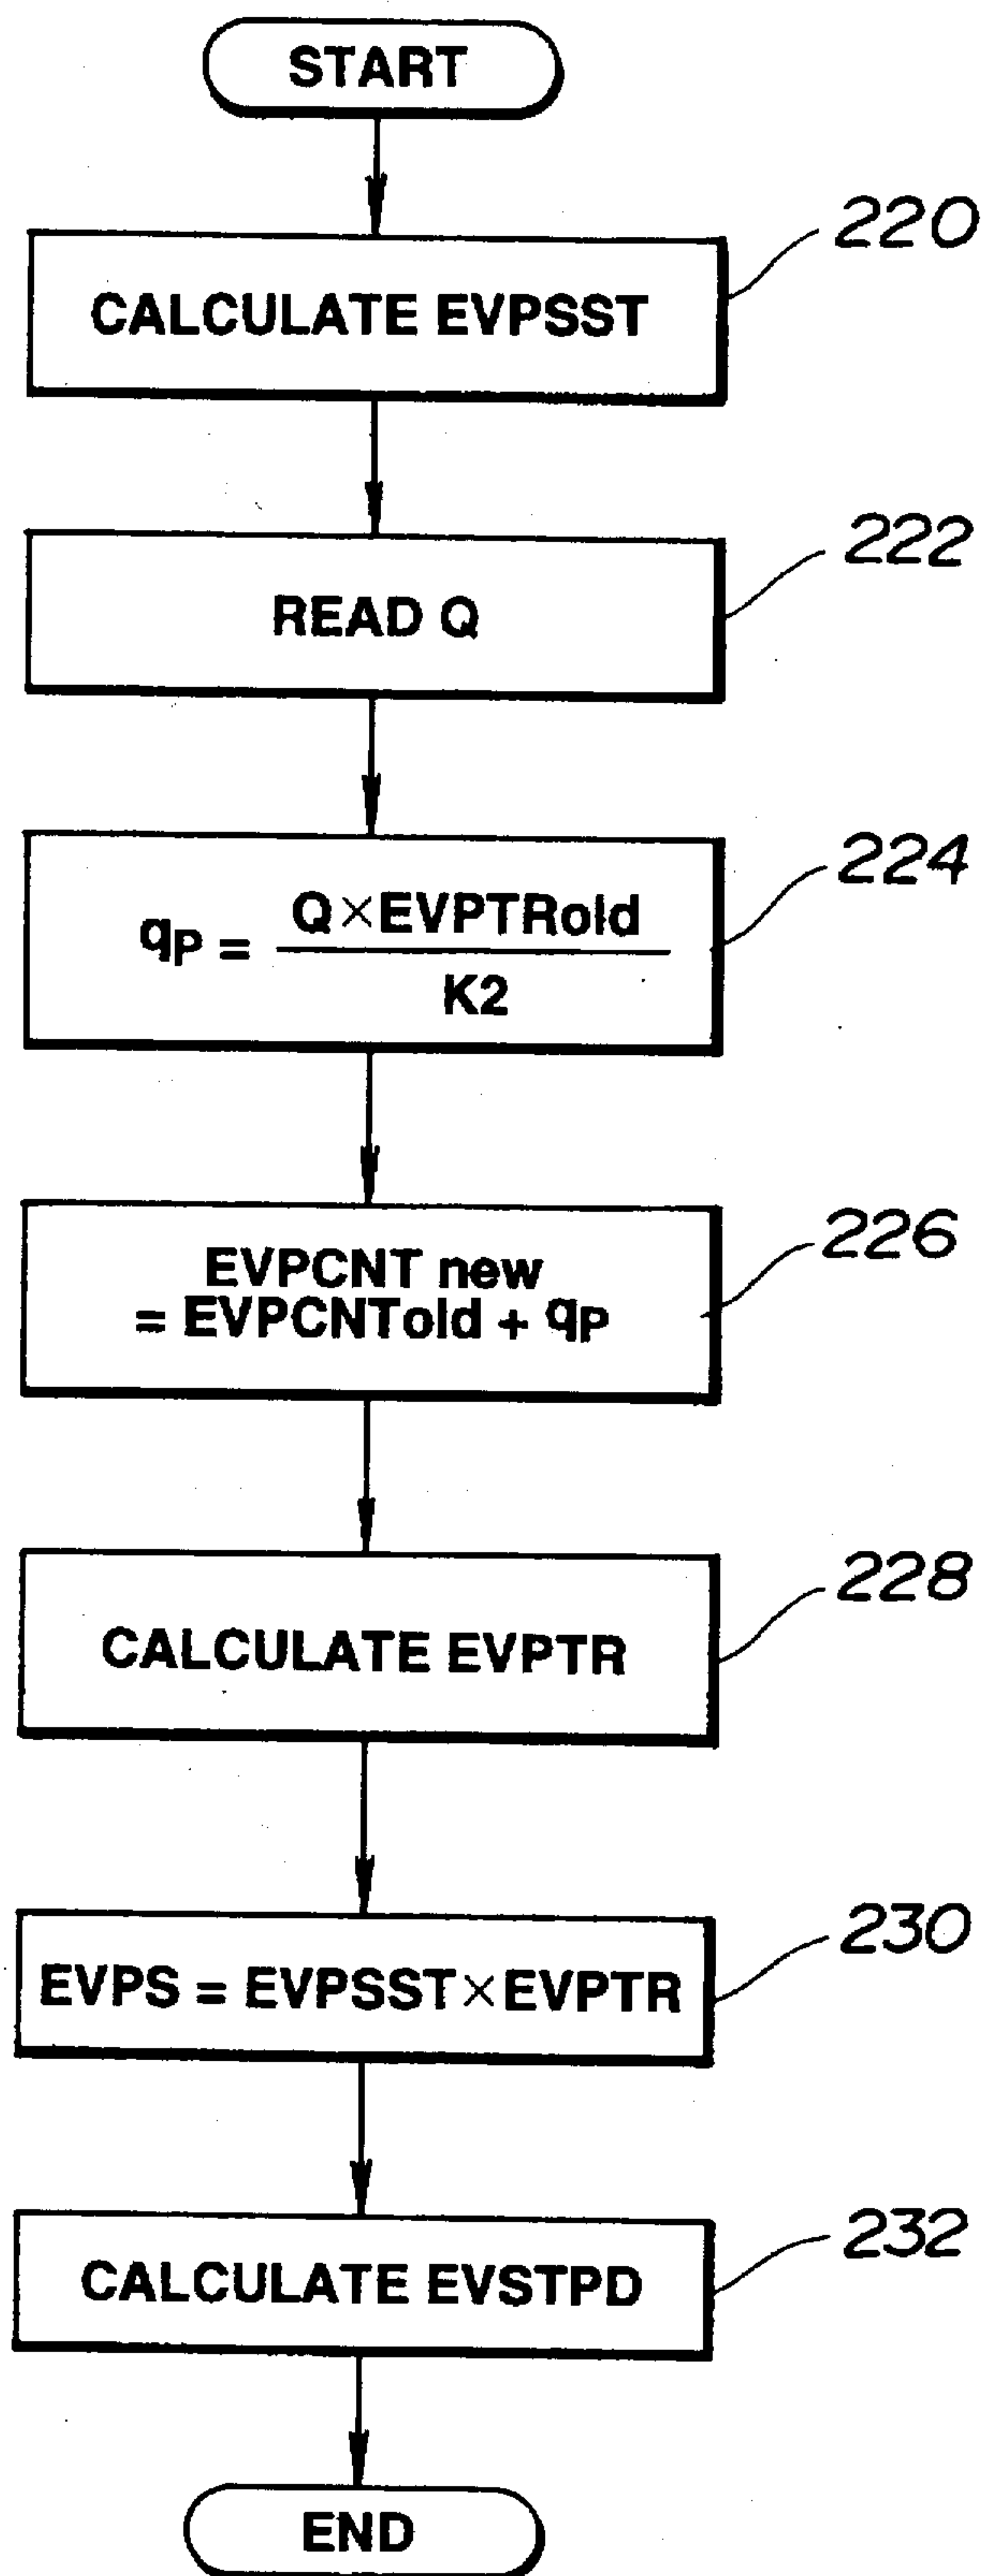 START
220
CALCULATE EVPSST
222
READ Q
224
qP = Q×EVPTRold
K2
226
EVPCNT new
= EVPCNTold + qP
228
CALCULATE EVPTR
230
EVPS = EVPSST×EVPTR
232
CALCULATE EVSTPD
END